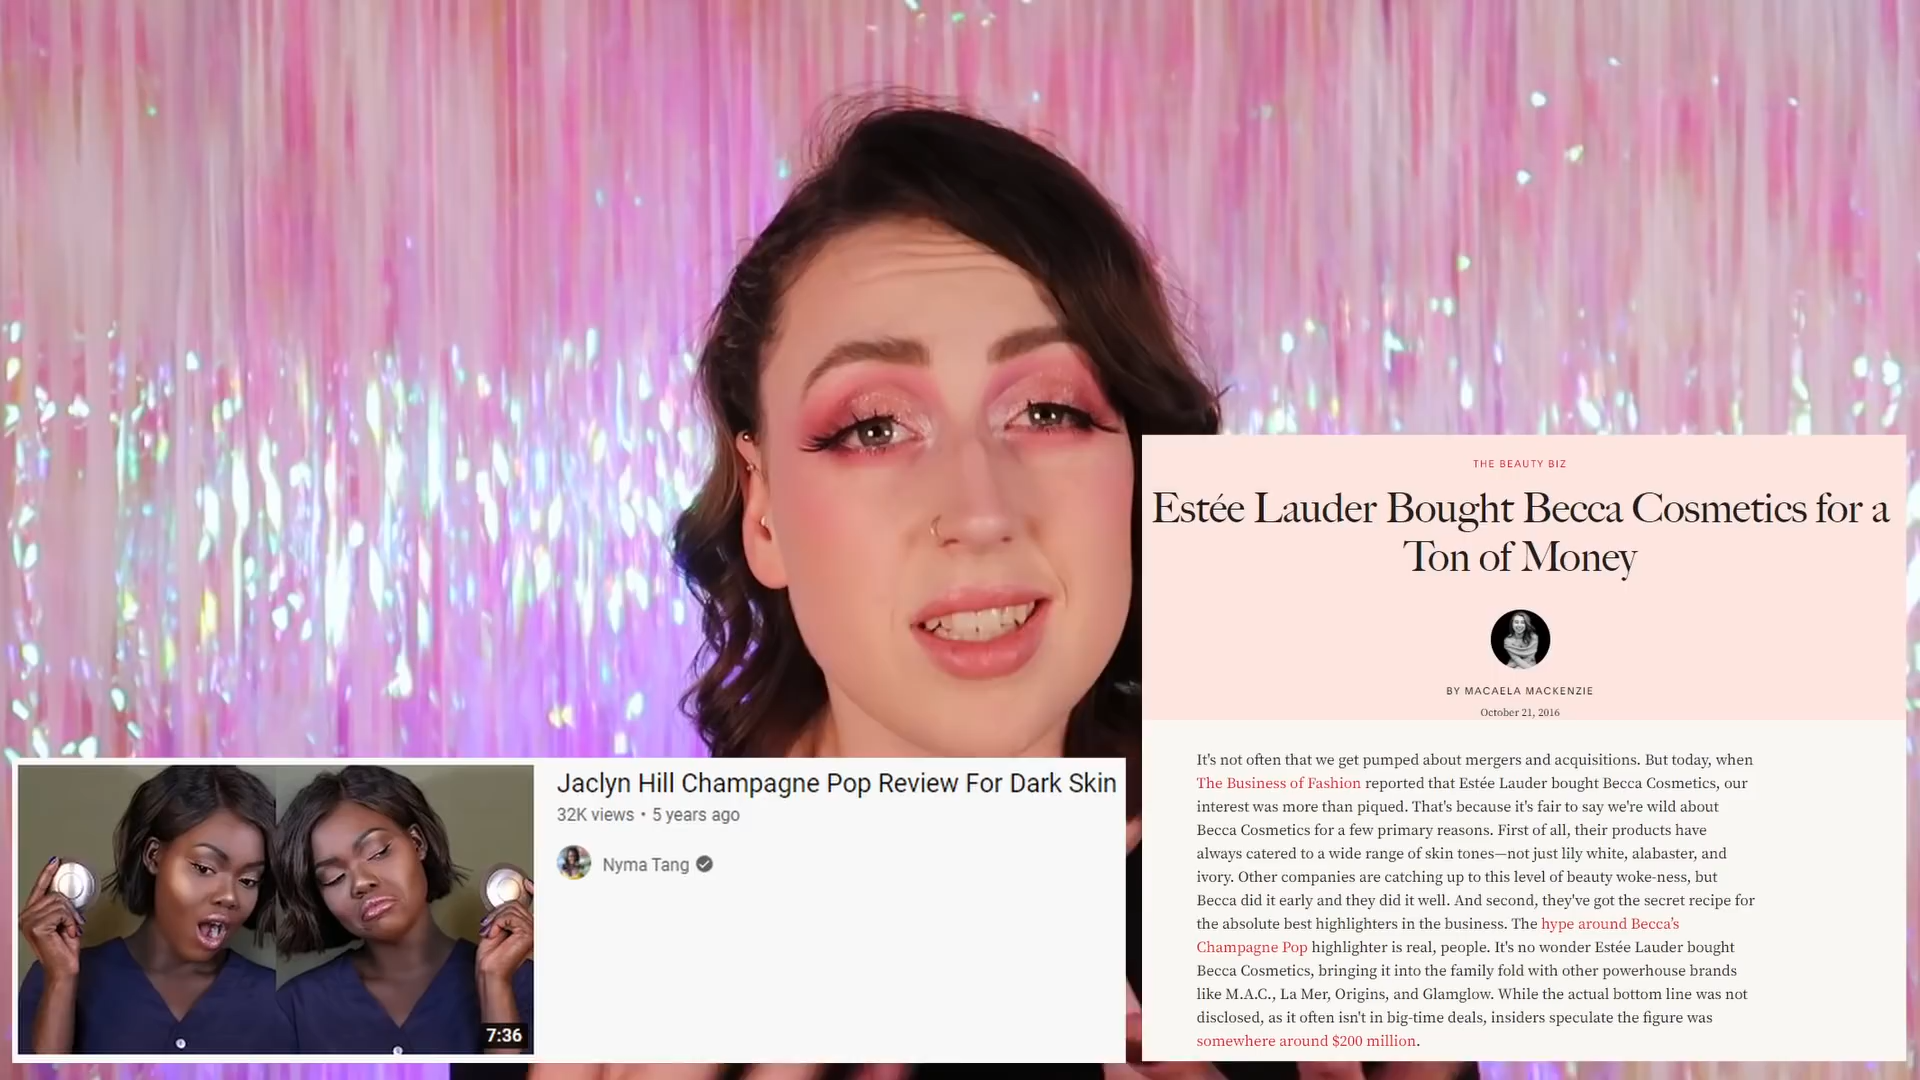 THE BEAUTY BIZ
Estée Lauder Bought Becca Cosmetics for a
Ton of Money
BY MACAELA MACKENZIE
October 21, 2016
It's not often that we get pumped about mergers and acquisitions. But today, when
The Business of Fashion reported that Estée Lauder bought Becca Cosmetics, our
interest was more than piqued. That's because it's fair to say we're wild about
Becca Cosmetics for a few primary reasons. First of all, their products have
always catered to a wide range of skin tones—not just lily white, alabaster, and
ivory. Other companies are catching up to this level of beauty woke-ness, but
Becca did it early and they did it well. And second, they've got the secret recipe for
the absolute best highlighters in the business. The hype around Becca's
Champagne Pop highlighter is real, people. It's no wonder Estée Lauder bought
Becca Cosmetics, bringing it into the family fold with other powerhouse brands
like M.A.C., La Mer, Origins, and Glamglow. While the actual bottom line was not
disclosed, as it often isn't in big-time deals, insiders speculate the figure was
somewhere around $200 million.
Jaclyn Hill Champagne Pop Review For Dark Skin
32K views • 5 years ago
Nyma Tang
7:36